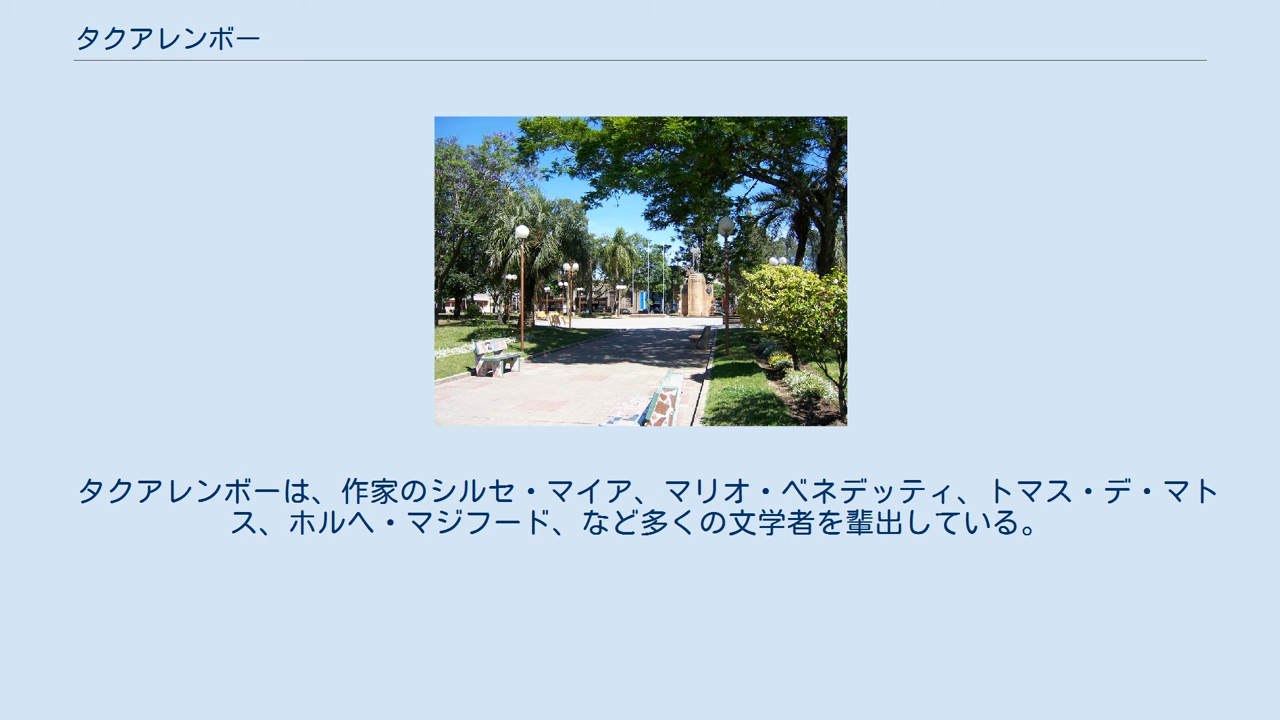 タクアレンボー
タクアレンボーは、作家のシルセ・マイア、マリオ・ベネデッティ、トマス・デ・マト
ス、ホルヘ・マジフード、など多くの文学者を輩出している。